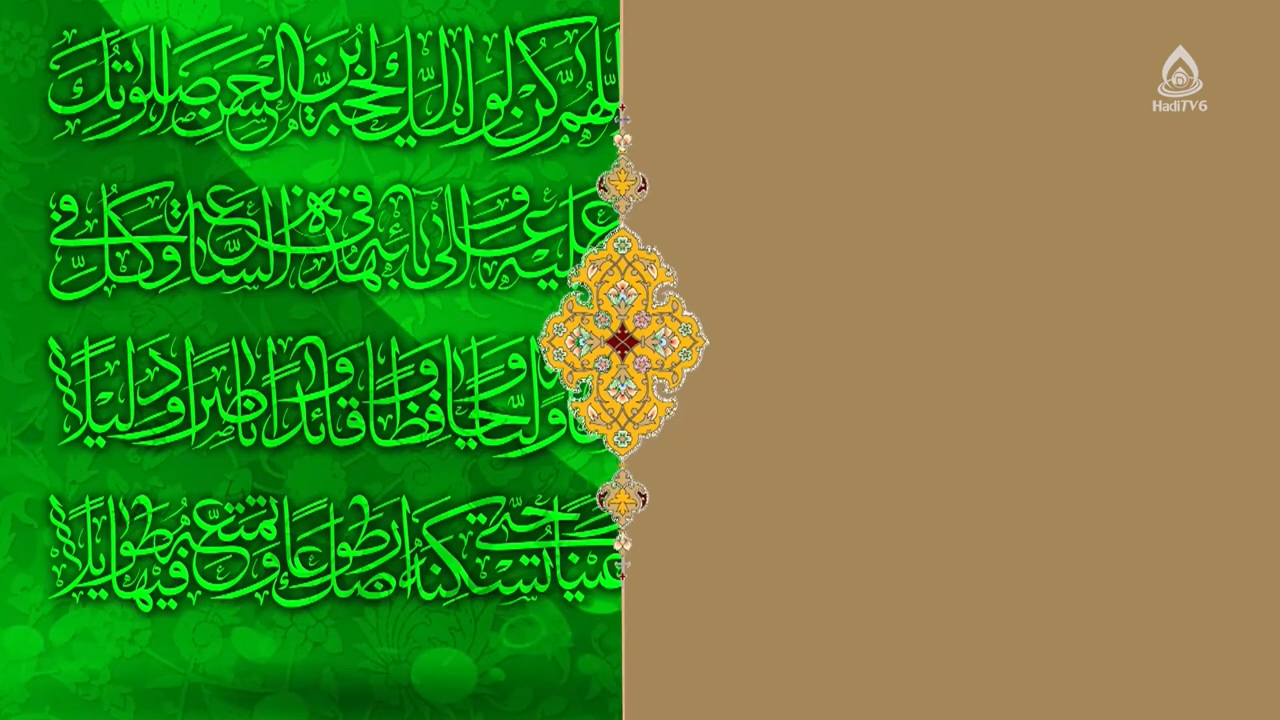 اللهم كن لوليك الحجة بن الحسن صلواتك
عليه وعلى آبائه في هذه الساعة وفي كل
وليا وحافظا وقائدا وناصرا ودليلا
وعينا حتى تسكنه أرضك طوعا وتمتعه فيها طويلا
HadiTV6